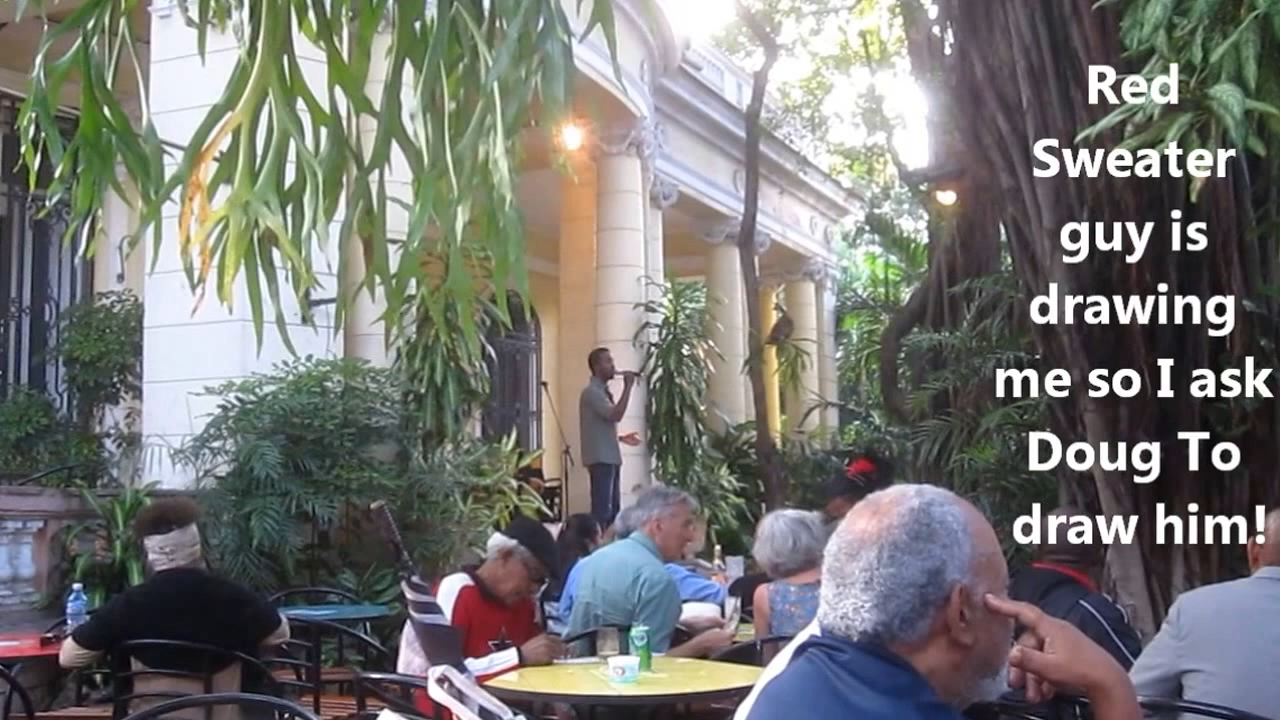 Red
Sweater
guy is
drawing
me so I ask
Doug To
draw him!